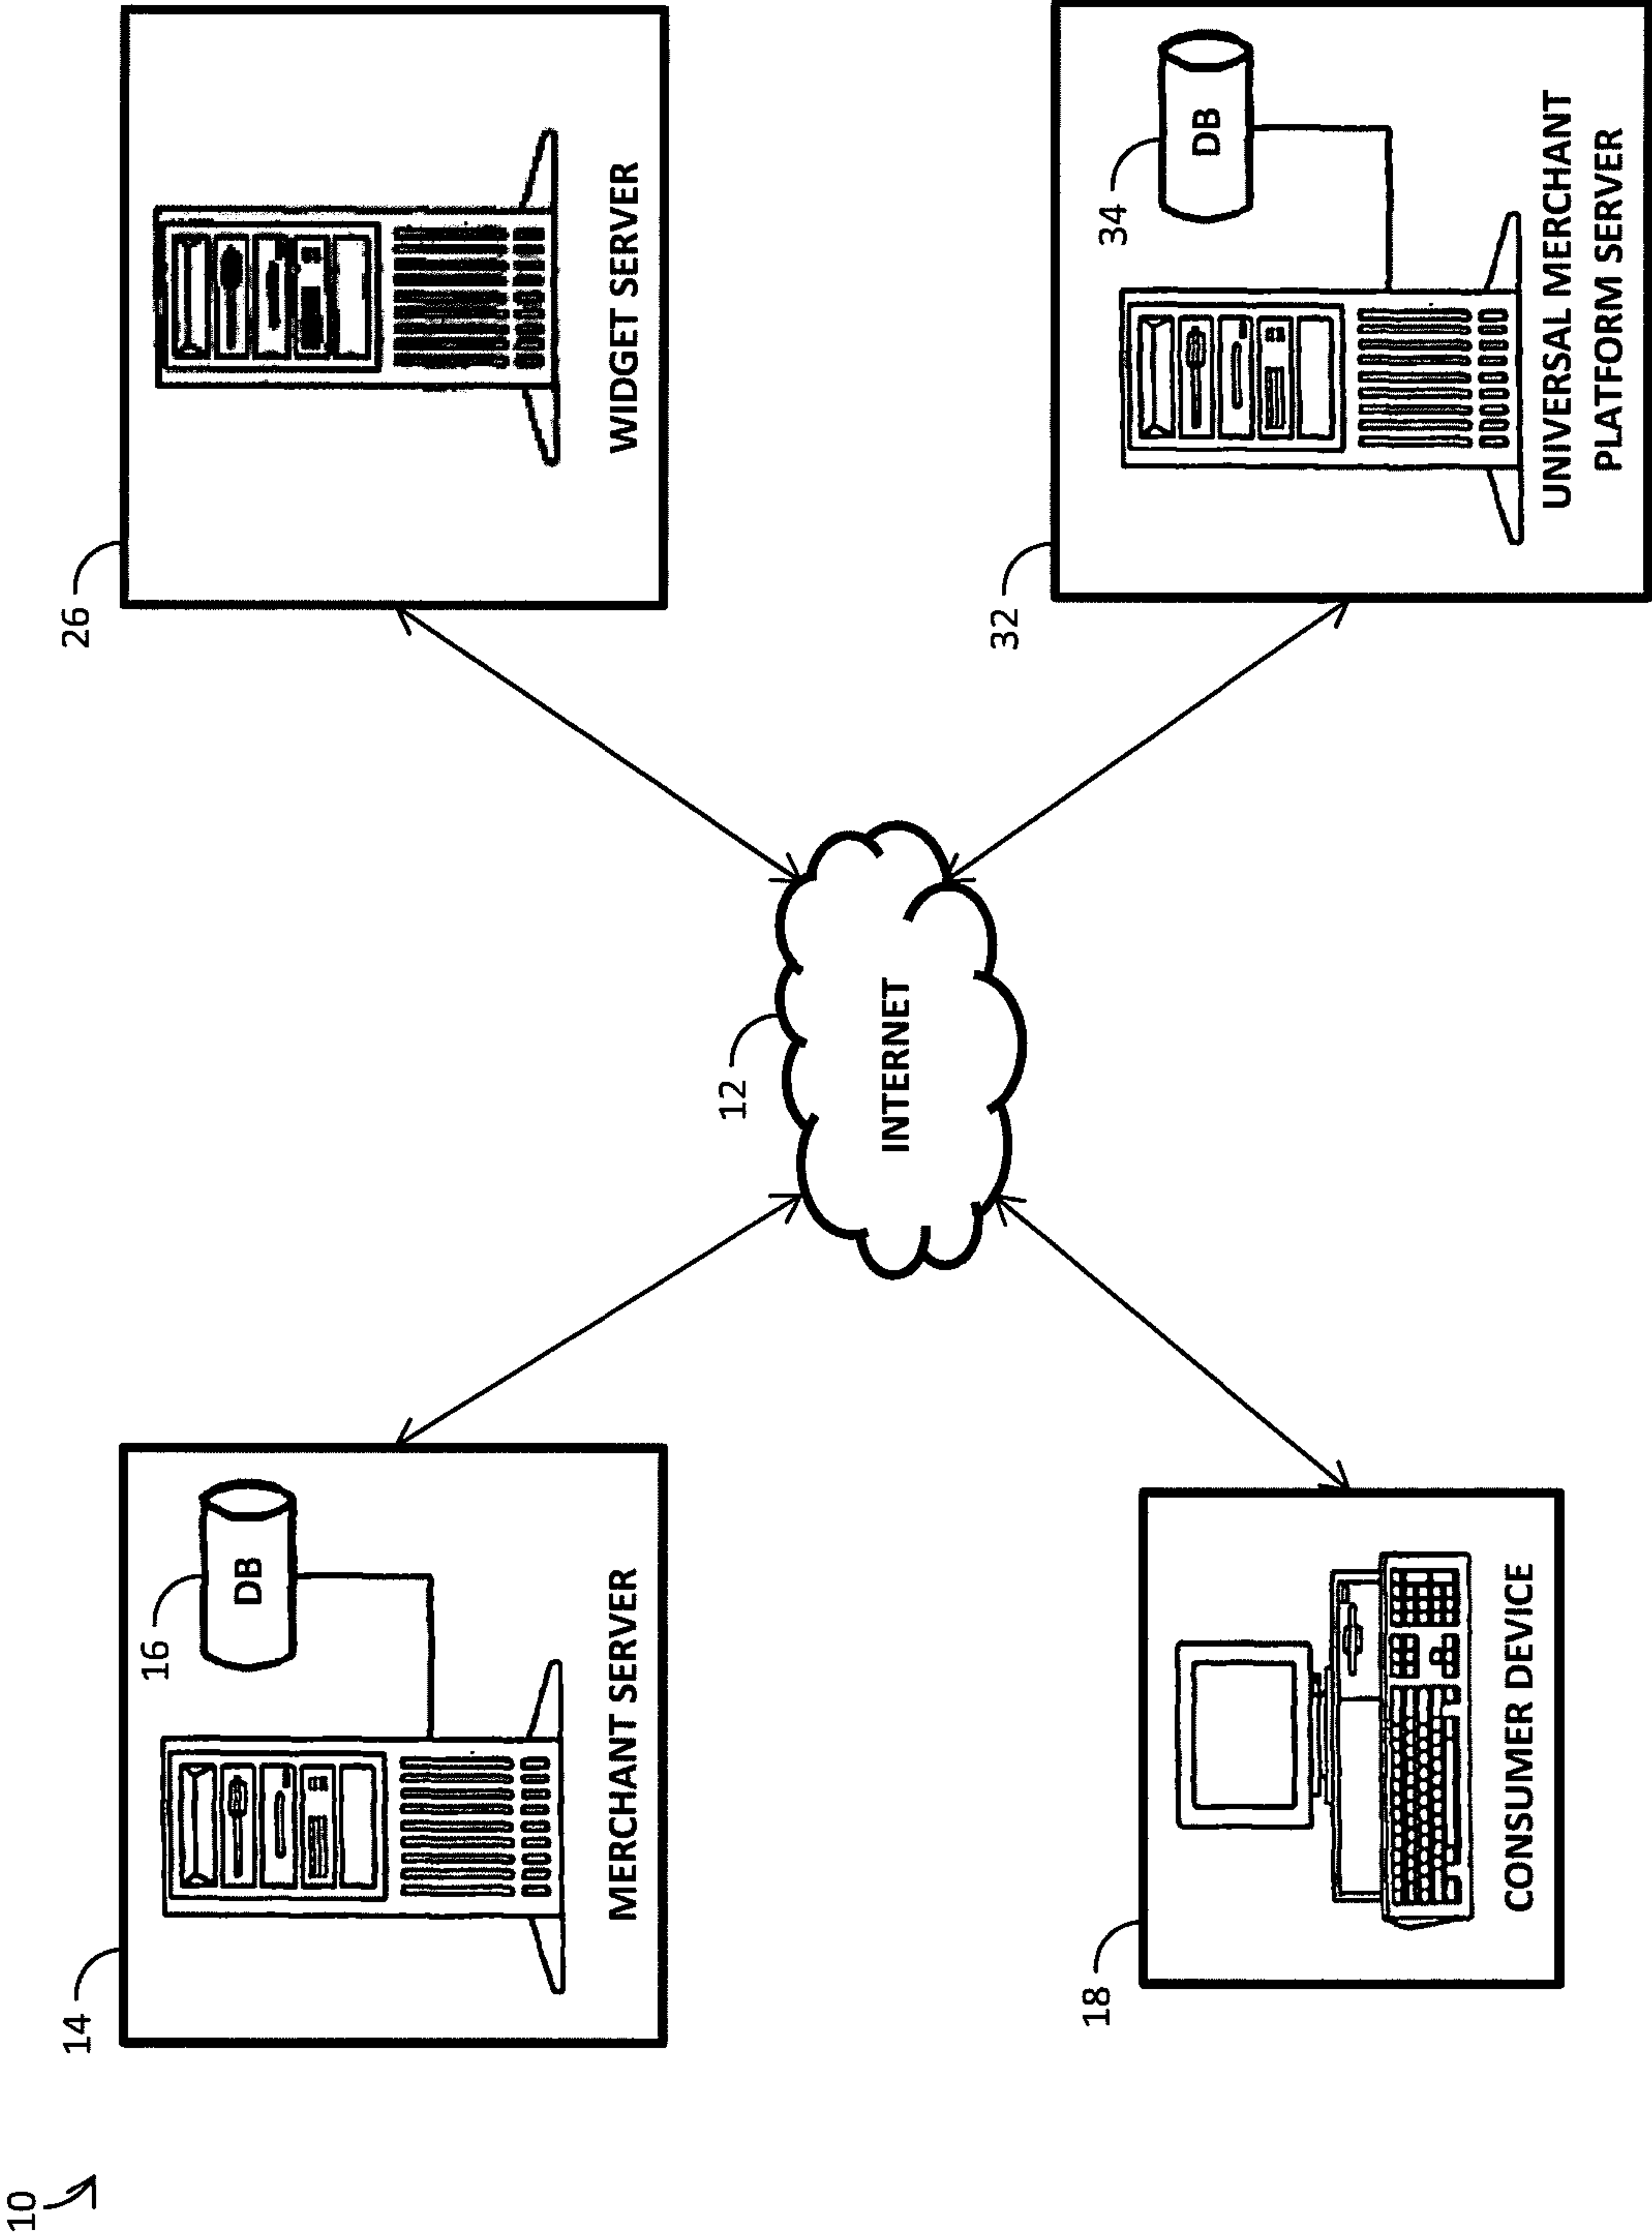 10
14
16
DB
MERCHANT SERVER
26
WIDGET SERVER
12
INTERNET
18
CONSUMER DEVICE
32
34
DB
UNIVERSAL MERCHANT
PLATFORM SERVER